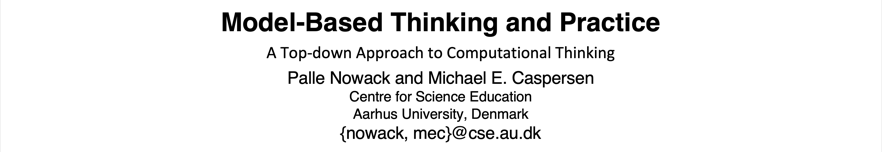 Model-Based Thinking and Practice
A Top-down Approach to Computational Thinking
Palle Nowack and Michael E. Caspersen
Centre for Science Education
Aarhus University, Denmark
{nowack, mec}@cse.au.dk